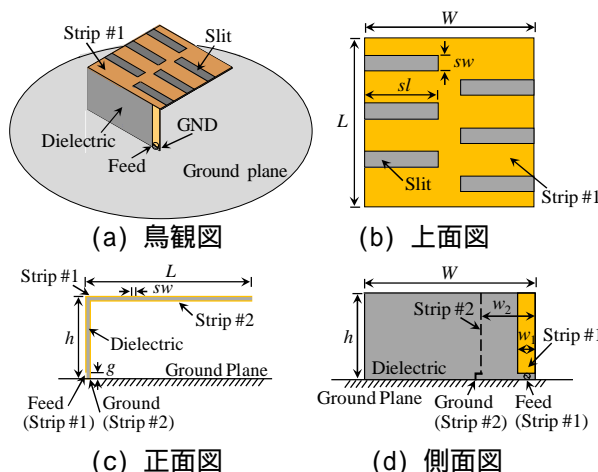 Strip #1
Slit
Dielectric
Feed
GND
Ground plane
(a) 鳥観図
W
sw
sl
L
Slit
Strip #1
(b) 上面図
Strip #1
L
sw
Strip #2
h
Dielectric
g
Ground Plane
Feed
(Strip #1)
Ground
(Strip #2)
(c) 正面図
W
Strip #2
w2
w1
Strip #1
h
Dielectric
Ground Plane
Ground
(Strip #2)
Feed
(Strip #1)
(d) 側面図